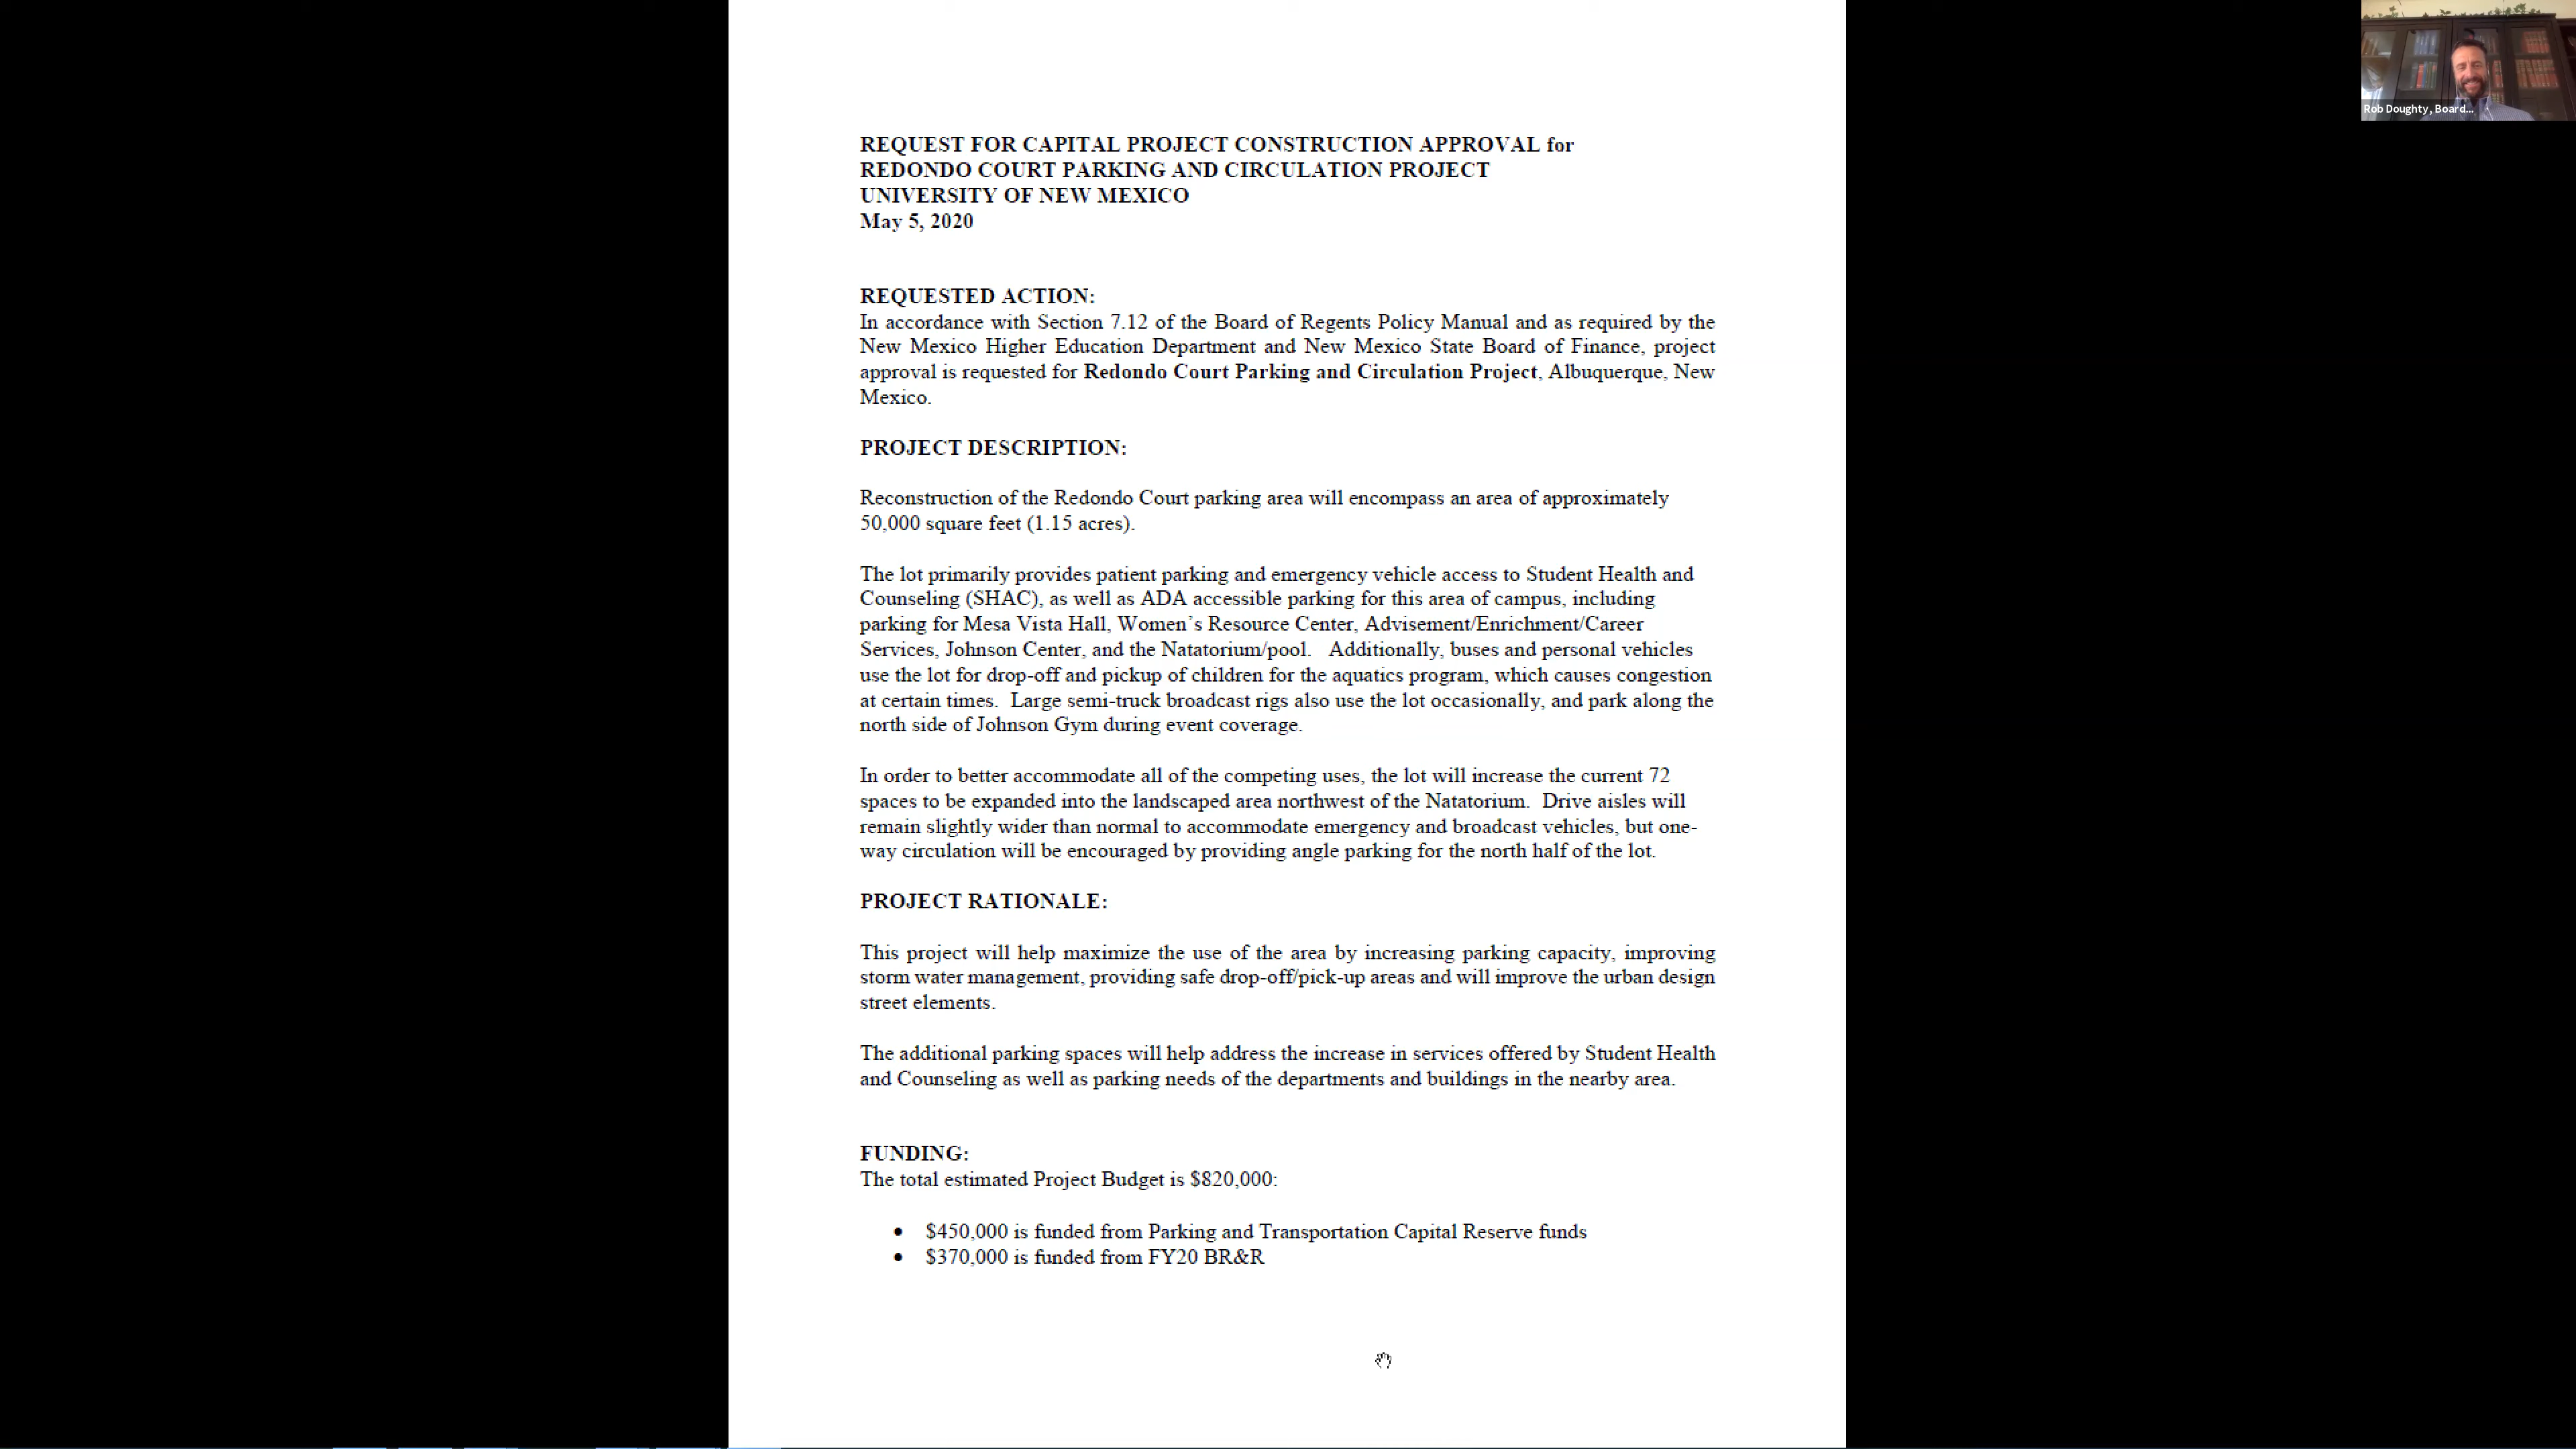 REQUEST FOR CAPITAL PROJECT CONSTRUCTION APPROVAL for
REDONDO COURT PARKING AND CIRCULATION PROJECT
UNIVERSITY OF NEW MEXICO
May 5, 2020
REQUESTED ACTION:
In accordance with Section 7.12 of the Board of Regents Policy Manual and as required by the
New Mexico Higher Education Department and New Mexico State Board of Finance, project
approval is requested for Redondo Court Parking and Circulation Project, Albuquerque, New
Mexico.
PROJECT DESCRIPTION:
Reconstruction of the Redondo Court parking area will encompass an area of approximately
50,000 square feet (1.15 acres).
The lot primarily provides patient parking and emergency vehicle access to Student Health and
Counseling (SHAC), as well as ADA accessible parking for this area of campus, including
parking for Mesa Vista Hall, Women's Resource Center, Advisement/Enrichment/Career
Services, Johnson Center, and the Natatorium/pool. Additionally, buses and personal vehicles
use the lot for drop-off and pickup of children for the aquatics program, which causes congestion
at certain times. Large semi-truck broadcast rigs also use the lot occasionally, and park along the
north side of Johnson Gym during event coverage.
In order to better accommodate all of the competing uses, the lot will increase the current 72
spaces to be expanded into the landscaped area northwest of the Natatorium. Drive aisles will
remain slightly wider than normal to accommodate emergency and broadcast vehicles, but one-
way circulation will be encouraged by providing angle parking for the north half of the lot.
PROJECT RATIONALE:
This project will help maximize the use of the area by increasing parking capacity, improving
storm water management, providing safe drop-off/pick-up areas and will improve the urban design
street elements.
The additional parking spaces will help address the increase in services offered by Student Health
and Counseling as well as parking needs of the departments and buildings in the nearby area.
FUNDING:
The total estimated Project Budget is $820,000:
• $450,000 is funded from Parking and Transportation Capital Reserve funds
• $370,000 is funded from FY20 BR&R
Rob Doughty, Board...